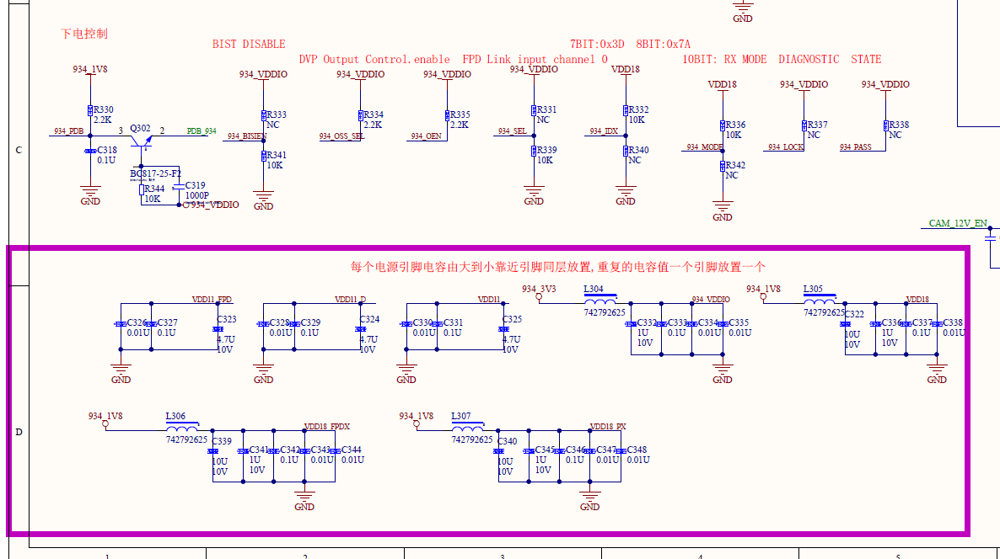 GND
下电控制
BIST DISABLE
7BIT:0x3D 8BIT:0x7A
DVP Output Control.enable FPD Link input channel 0
10BIT: RX MODE DIAGNOSTIC STATE
934_1V8
934_VDDIO
934_VDDIO
934_VDDIO
934_VDDIO
VDD18
VDD18
934_VDDIO
934_VDDIO
R330
2.2K
R333
NC
R334
2.2K
R335
2.2K
R331
NC
R332
10K
R336
10K
R337
NC
R338
NC
934_PDB
3
Q302
2
PDB_934
934_BISIEN
934_OSS_SEL
934_OEN
934_SEL
934_IDX
934_MODE
934_LOCK
934_PASS
C
C318
0.1U
R341
10K
R339
10K
R340
NC
R342
NC
1
BC817-25-F2
R344
10K
C319
1000P
934_VDDIO
GND
GND
GND
GND
GND
CAM_12V_EN
每个电源引脚电容由大到小靠近引脚同层放置,重复的电容值一个引脚放置一个
VDD11_FPD
C326
0.01U
C327
0.1U
C323
4.7U
10V
GND
VDD11_D
C328
0.01U
C329
0.1U
C324
4.7U
10V
GND
VDD11
C330
0.01U
C331
0.1U
C325
4.7U
10V
GND
934_3V3
L304
742792625
934_VDDIO
C332
1U
10V
C333
0.1U
C334
0.01U
C335
0.01U
GND
934_1V8
L305
742792625
VDD18
C322
10U
10V
C336
1U
10V
C337
0.1U
C338
0.01U
GND
D
934_1V8
L306
742792625
VDD18_FPDX
C339
10U
10V
C341
1U
10V
C342
0.1U
C343
0.01U
C344
0.01U
GND
934_1V8
L307
742792625
VDD18_PX
C340
10U
10V
C345
1U
10V
C346
0.1U
C347
0.01U
C348
0.01U
GND
1
2
3
4
5